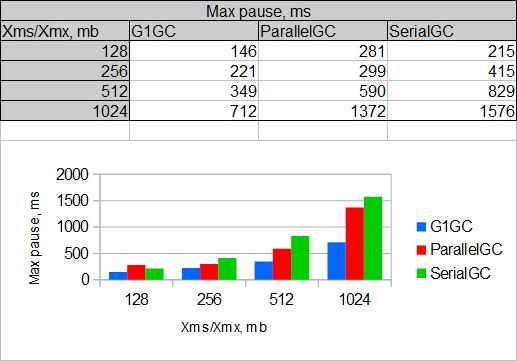 Max pause, ms
Xms/Xmx, mb G1GC ParallelGC SerialGC
128 146 281 215
256 221 299 415
512 349 590 829
1024 712 1372 1576
2000
1500
1000
500
0
Max pause, ms
128 256 512 1024
Xms/Xmx, mb
G1GC
ParallelGC
SerialGC